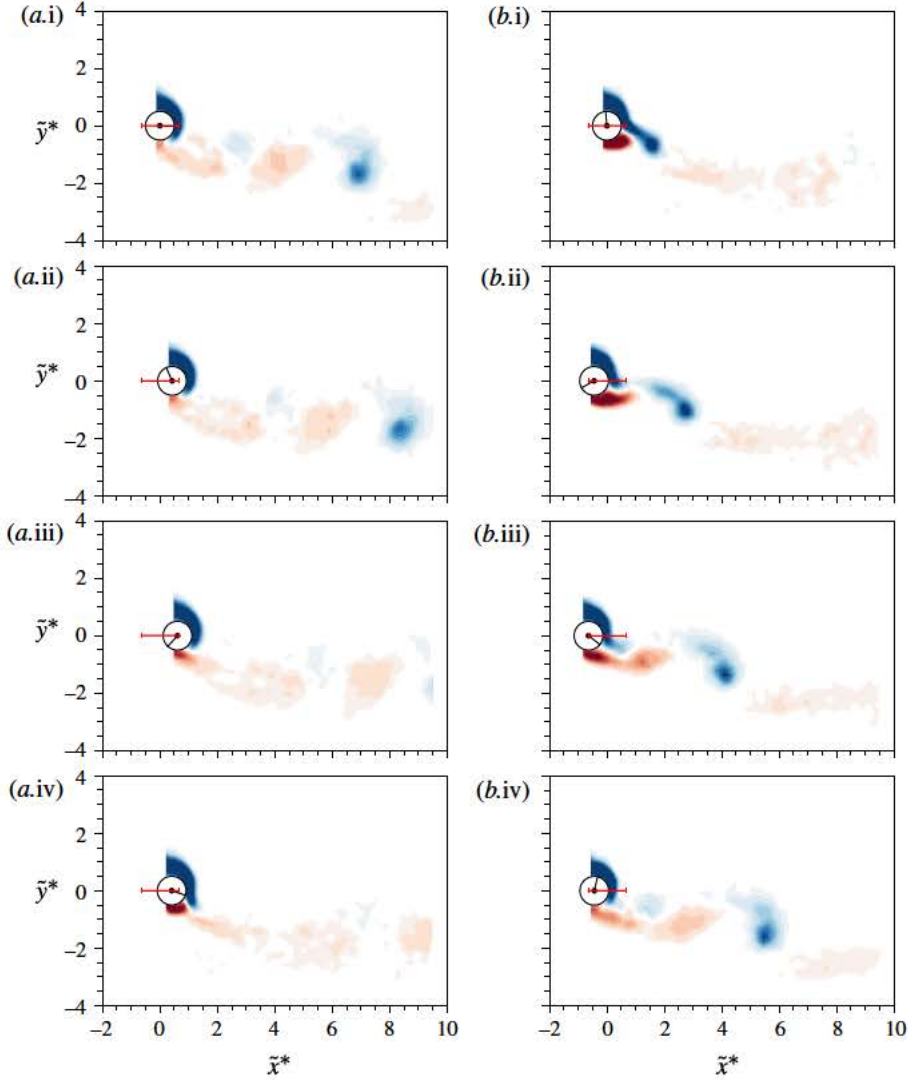 (a.i) (b.i)
4
2
0
–2
–4
ỹ*
(a.ii) (b.ii)
4
2
0
–2
–4
ỹ*
(a.iii) (b.iii)
4
2
0
–2
–4
ỹ*
(a.iv) (b.iv)
4
2
0
–2
–4
ỹ*
–2 0 2 4 6 8 10 –2 0 2 4 6 8 10
x̃* x̃*